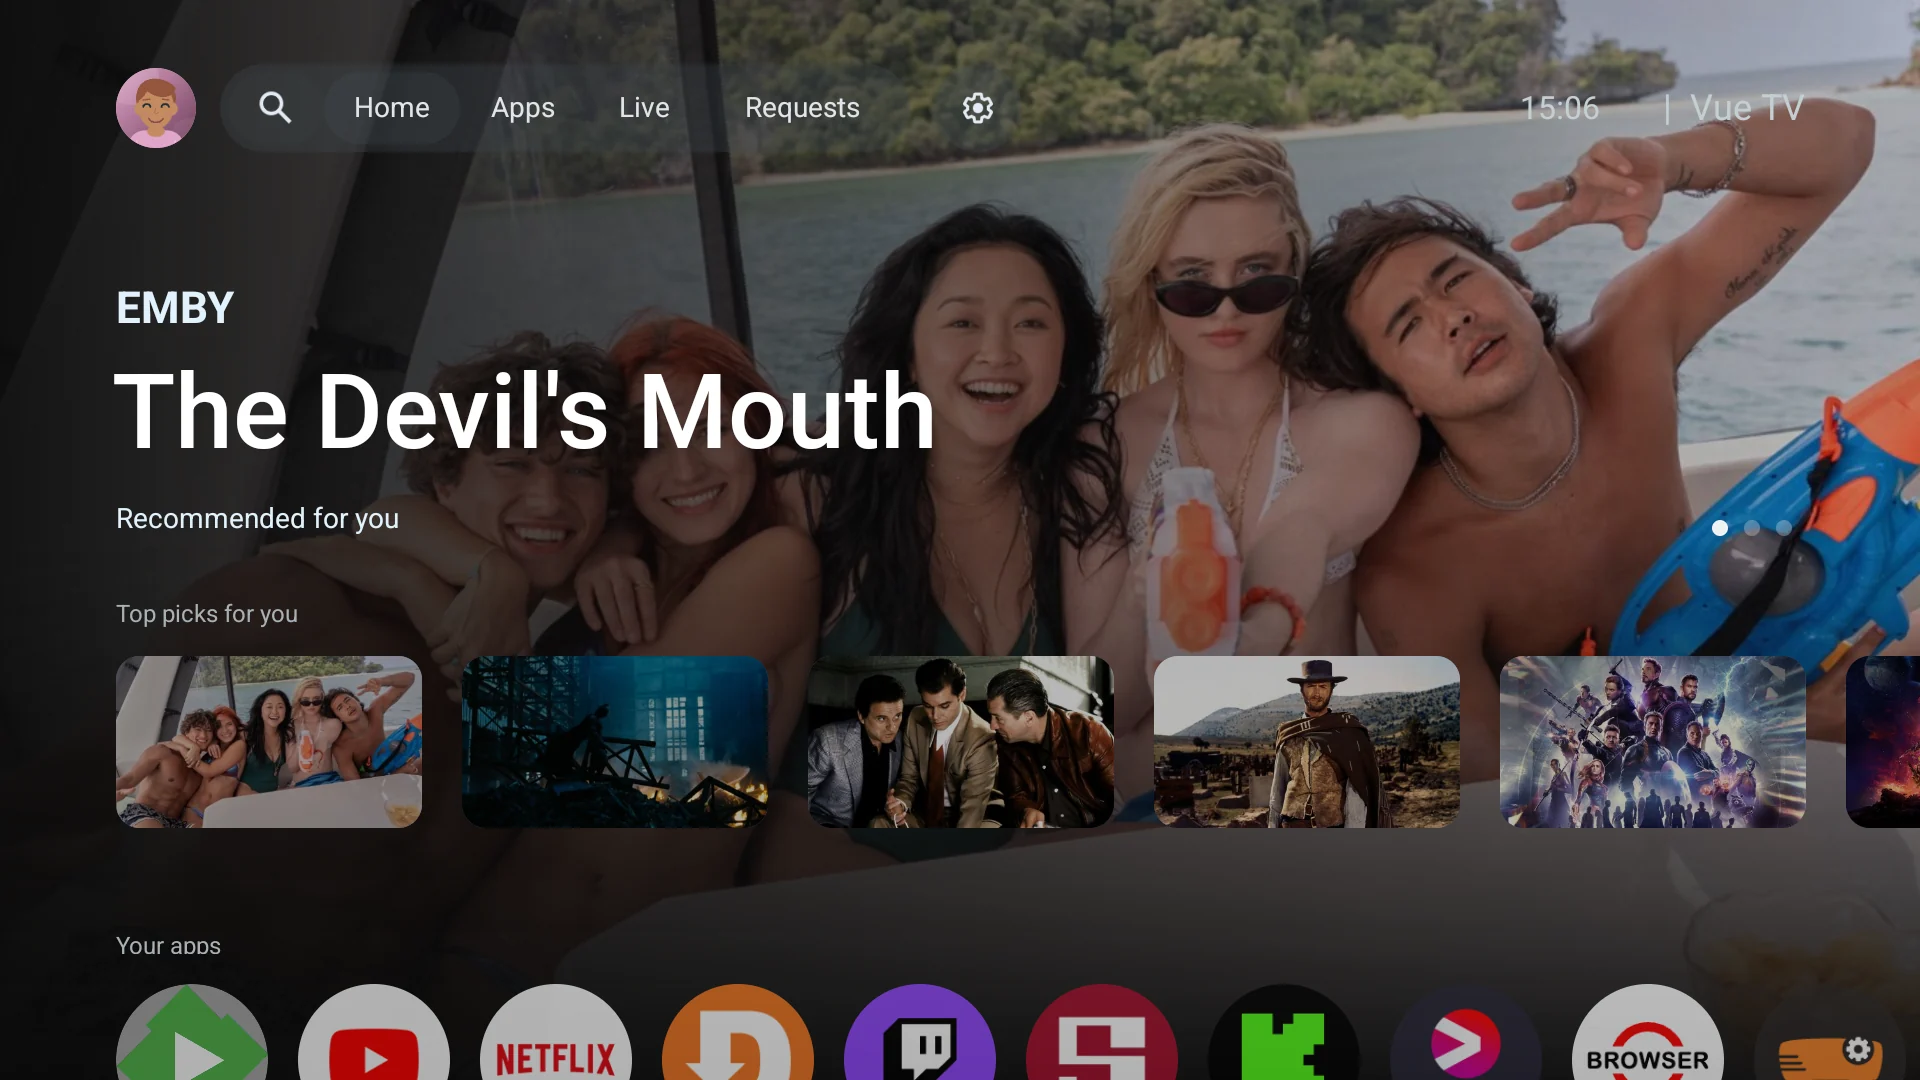 Home Apps Live Requests 15:06 | Vue TV
EMBY
The Devil's Mouth
Recommended for you
Top picks for you
Your apps
NETFLIX
BROWSER